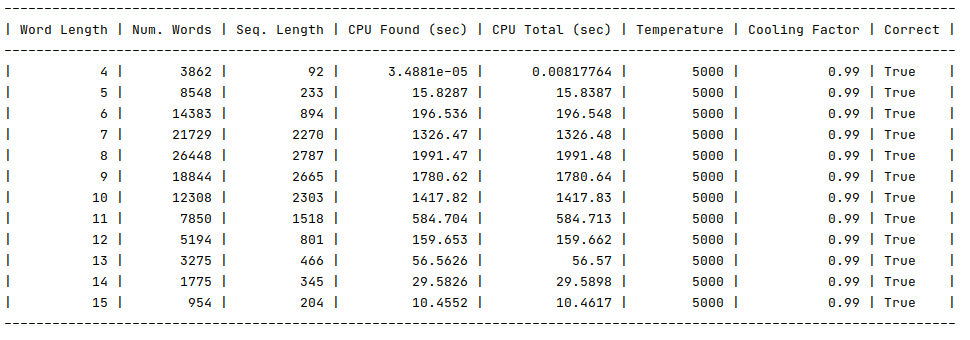 ---------------------------------------------------------------------------------------------------------------------
| Word Length | Num. Words | Seq. Length | CPU Found (sec) | CPU Total (sec) | Temperature | Cooling Factor | Correct |
---------------------------------------------------------------------------------------------------------------------
| 4 | 3862 | 92 | 3.4881e-05 | 0.00817764 | 5000 | 0.99 | True |
| 5 | 8548 | 233 | 15.8287 | 15.8387 | 5000 | 0.99 | True |
| 6 | 14383 | 894 | 196.536 | 196.548 | 5000 | 0.99 | True |
| 7 | 21729 | 2270 | 1326.47 | 1326.48 | 5000 | 0.99 | True |
| 8 | 26448 | 2787 | 1991.47 | 1991.48 | 5000 | 0.99 | True |
| 9 | 18844 | 2665 | 1780.62 | 1780.64 | 5000 | 0.99 | True |
| 10 | 12308 | 2303 | 1417.82 | 1417.83 | 5000 | 0.99 | True |
| 11 | 7850 | 1518 | 584.704 | 584.713 | 5000 | 0.99 | True |
| 12 | 5194 | 801 | 159.653 | 159.662 | 5000 | 0.99 | True |
| 13 | 3275 | 466 | 56.5626 | 56.57 | 5000 | 0.99 | True |
| 14 | 1775 | 345 | 29.5826 | 29.5898 | 5000 | 0.99 | True |
| 15 | 954 | 204 | 10.4552 | 10.4617 | 5000 | 0.99 | True |
---------------------------------------------------------------------------------------------------------------------